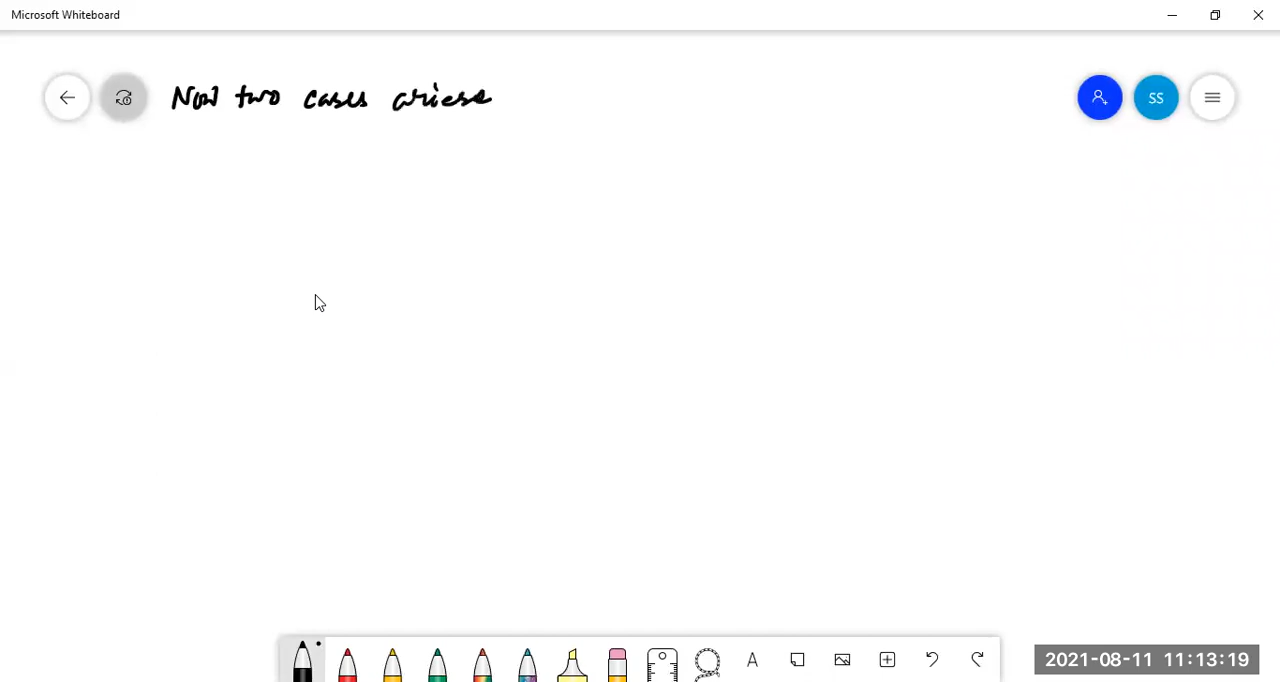 Microsoft Whiteboard
Now two cases ariese
SS
A
2021-08-11 11:13:19